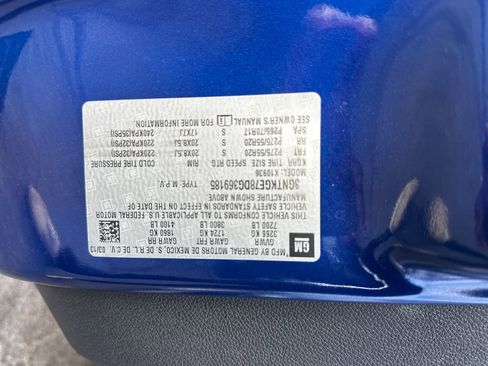 GM
*MFD BY GENERAL MOTORS DE MEXICO, S. DE R.L. DE C.V. 03/13
GVWR GAWR FRT GAWR RR
3266 KG 1724 KG 1860 KG
7200 LB 3800 LB 4100 LB
THIS VEHICLE CONFORMS TO ALL APPLICABLE U.S. FEDERAL MOTOR
VEHICLE SAFETY STANDARDS IN EFFECT ON THE DATE OF
MANUFACTURE SHOWN ABOVE.
3GNTKCE78DG369185 TYPE: M.P.V.
MODEL: K10936
TIRE SIZE SPEED RTG RIM COLD TIRE PRESSURE
FRT P275/55R20 S 20X8.5J 220KPA(32PSI)
RR P275/55R20 S 20X8.5J 220KPA(32PSI)
SPA P265/70R17 S 17X7J 240KPA(35PSI)
SEE OWNER'S MANUAL FOR MORE INFORMATION